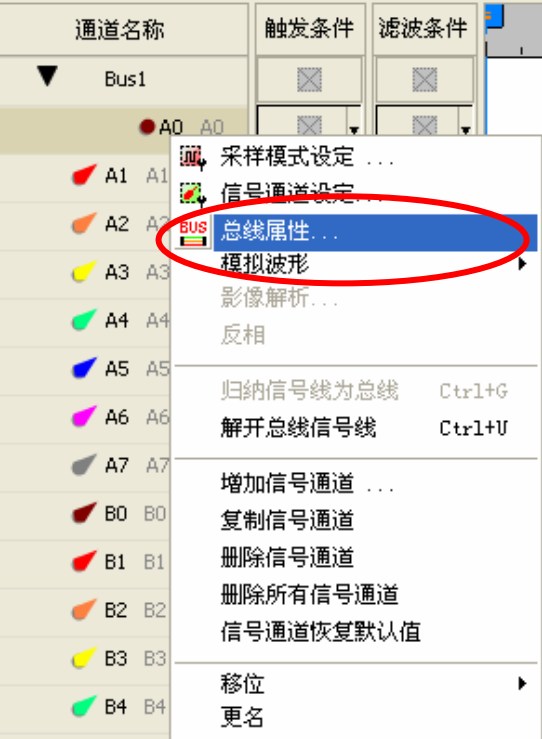 通道名称 触发条件 滤波条件
Bus1
A0 A0
采样模式设定 ...
A1 A1
信号通道设定...
A2 A2
BUS 总线属性...
模拟波形
A3 A3
影像解析...
A4 A4
反相
A5 A5
归纳信号线为总线 Ctrl+G
A6 A6
解开总线信号线 Ctrl+U
A7 A7
增加信号通道 ...
B0 B0
复制信号通道
B1 B1
删除信号通道
B2 B2
删除所有信号通道
信号通道恢复默认值
B3 B3
移位
B4 B4
更名